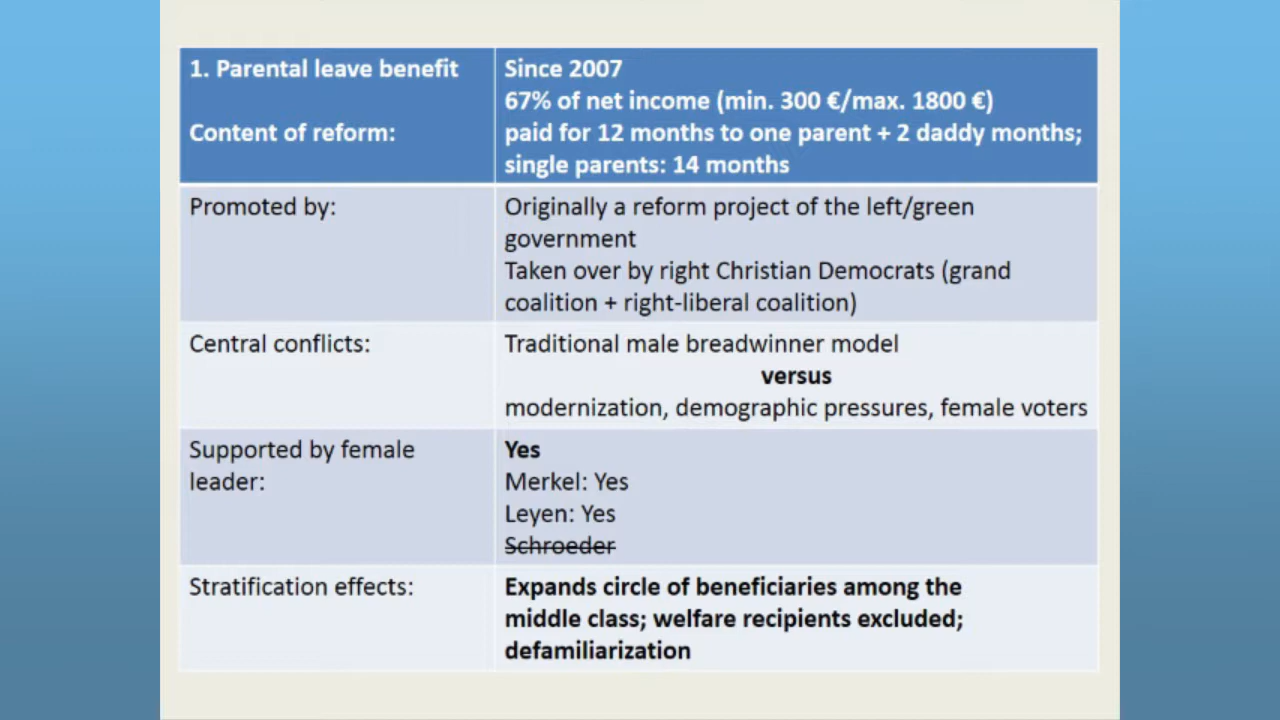 1. Parental leave benefit
Content of reform:
Since 2007
67% of net income (min. 300 €/max. 1800 €)
paid for 12 months to one parent + 2 daddy months;
single parents: 14 months
Promoted by:
Originally a reform project of the left/green
government
Taken over by right Christian Democrats (grand
coalition + right-liberal coalition)
Central conflicts:
Traditional male breadwinner model
versus
modernization, demographic pressures, female voters
Supported by female
leader:
Yes
Merkel: Yes
Leyen: Yes
Schroeder
Stratification effects:
Expands circle of beneficiaries among the
middle class; welfare recipients excluded;
defamiliarization